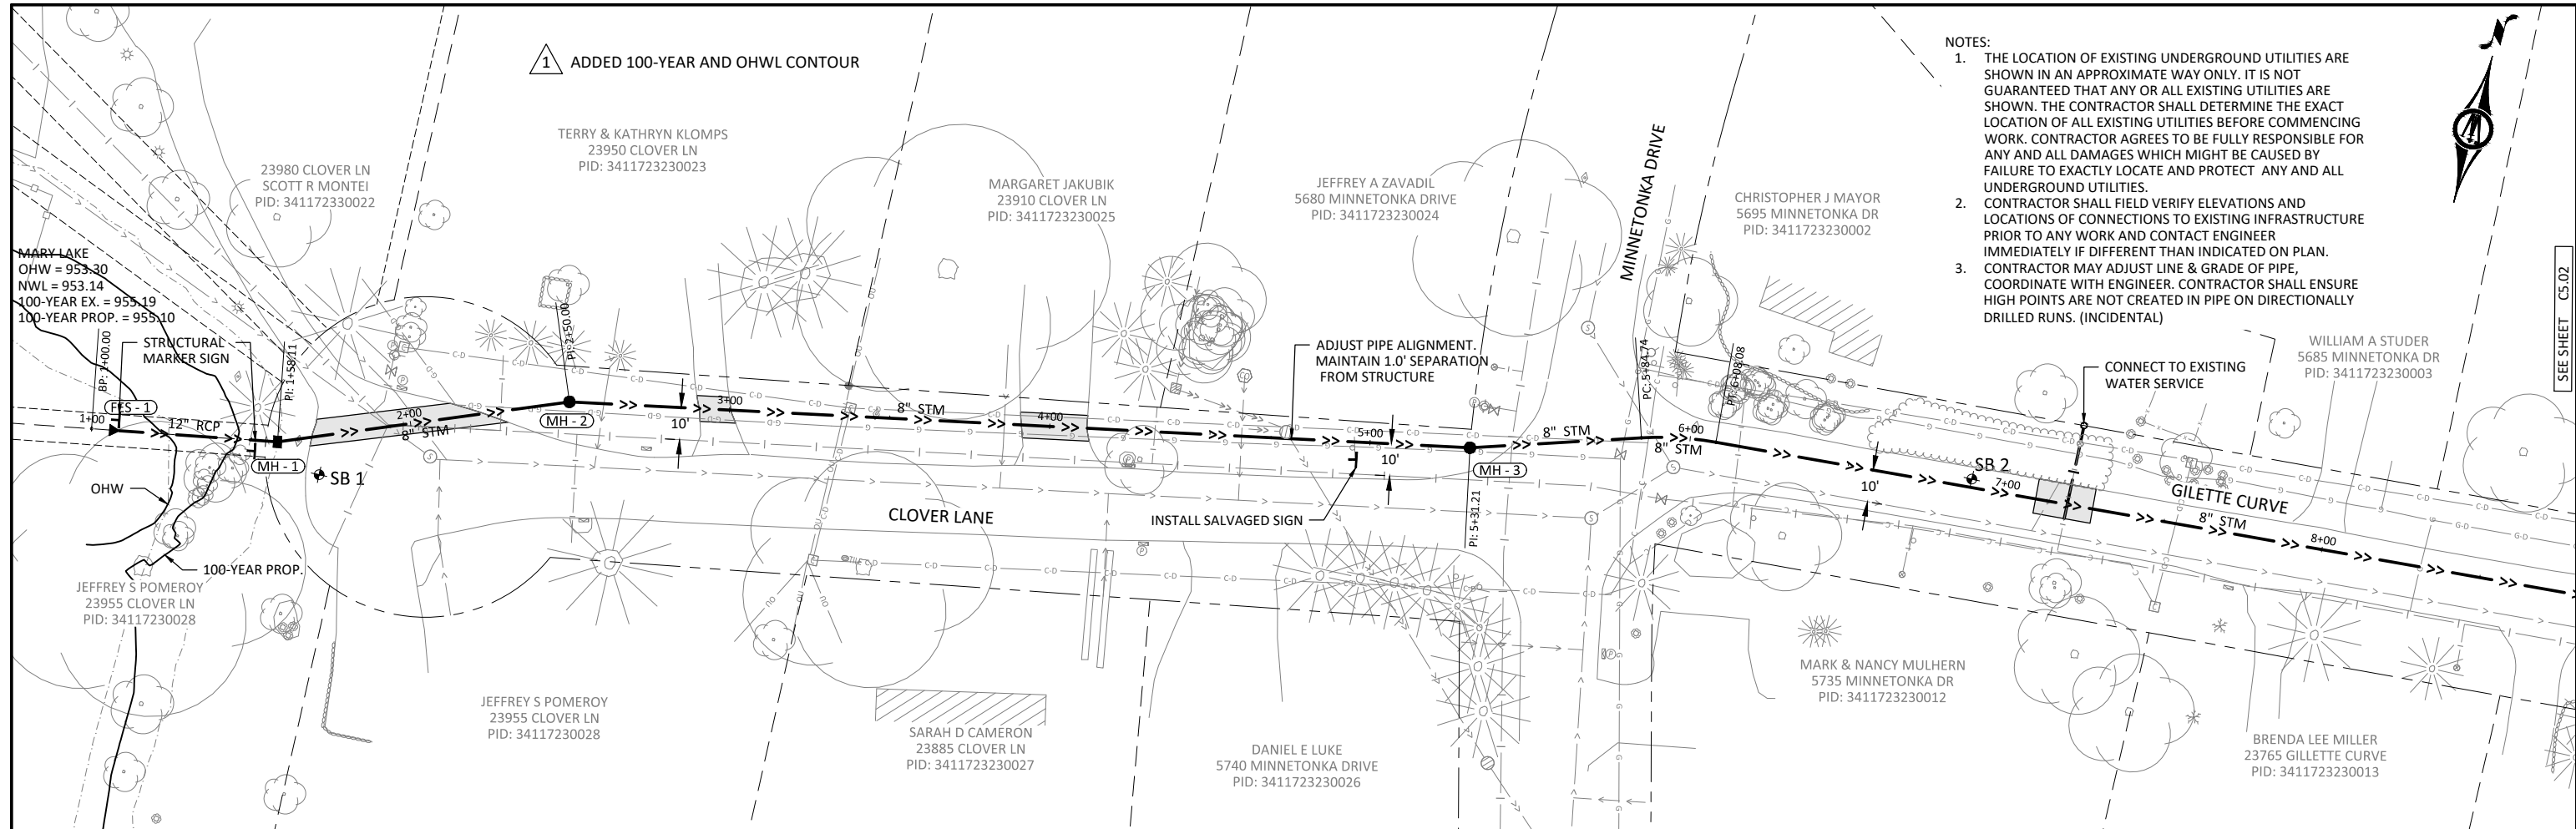 1 ADDED 100-YEAR AND OHWL CONTOUR
NOTES:
1. THE LOCATION OF EXISTING UNDERGROUND UTILITIES ARE
SHOWN IN AN APPROXIMATE WAY ONLY. IT IS NOT
GUARANTEED THAT ANY OR ALL EXISTING UTILITIES ARE
SHOWN. THE CONTRACTOR SHALL DETERMINE THE EXACT
LOCATION OF ALL EXISTING UTILITIES BEFORE COMMENCING
WORK. CONTRACTOR AGREES TO BE FULLY RESPONSIBLE FOR
ANY AND ALL DAMAGES WHICH MIGHT BE CAUSED BY
FAILURE TO EXACTLY LOCATE AND PROTECT ANY AND ALL
UNDERGROUND UTILITIES.
2. CONTRACTOR SHALL FIELD VERIFY ELEVATIONS AND
LOCATIONS OF CONNECTIONS TO EXISTING INFRASTRUCTURE
PRIOR TO ANY WORK AND CONTACT ENGINEER
IMMEDIATELY IF DIFFERENT THAN INDICATED ON PLAN.
3. CONTRACTOR MAY ADJUST LINE & GRADE OF PIPE,
COORDINATE WITH ENGINEER. CONTRACTOR SHALL ENSURE
HIGH POINTS ARE NOT CREATED IN PIPE ON DIRECTIONALLY
DRILLED RUNS. (INCIDENTAL)
N
SEE SHEET C5.02
23980 CLOVER LN
SCOTT R MONTEI
PID: 341172330022
TERRY & KATHRYN KLOMPS
23950 CLOVER LN
PID: 3411723230023
MARGARET JAKUBIK
23910 CLOVER LN
PID: 3411723230025
JEFFREY A ZAVADIL
5680 MINNETONKA DRIVE
PID: 3411723230024
MINNETONKA DRIVE
CHRISTOPHER J MAYOR
5695 MINNETONKA DR
PID: 3411723230002
WILLIAM A STUDER
5685 MINNETONKA DR
PID: 3411723230003
MARY LAKE
OHW = 953.30
NWL = 953.14
100-YEAR EX. = 955.19
100-YEAR PROP. = 955.10
STRUCTURAL
MARKER SIGN
BP: 1+00.00
PI: 1+58.11
PI: 2+50.00
ADJUST PIPE ALIGNMENT.
MAINTAIN 1.0' SEPARATION
FROM STRUCTURE
PC: 5+84.74
PT: 6+08.08
CONNECT TO EXISTING
WATER SERVICE
FES - 1
1+00
12" RCP
MH - 1
2+00
8" STM
MH - 2
10'
3+00
8" STM
4+00
5+00
10'
MH - 3
PI: 5+31.21
8" STM
6+00
8" STM
10'
SB 2
7+00
GILETTE CURVE
8" STM
8+00
SB 1
OHW
100-YEAR PROP.
CLOVER LANE
INSTALL SALVAGED SIGN
JEFFREY S POMEROY
23955 CLOVER LN
PID: 34117230028
JEFFREY S POMEROY
23955 CLOVER LN
PID: 34117230028
SARAH D CAMERON
23885 CLOVER LN
PID: 3411723230027
DANIEL E LUKE
5740 MINNETONKA DRIVE
PID: 3411723230026
MARK & NANCY MULHERN
5735 MINNETONKA DR
PID: 3411723230012
BRENDA LEE MILLER
23765 GILLETTE CURVE
PID: 3411723230013